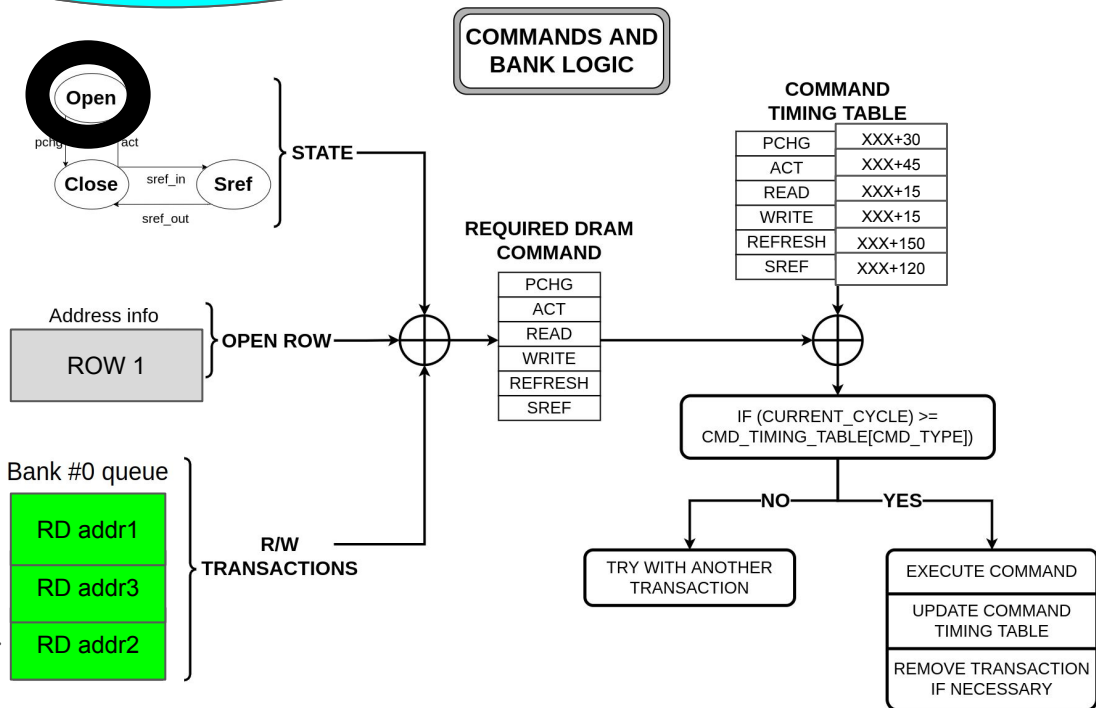 COMMANDS AND
BANK LOGIC
Open
pchg
act
Close
sref_in
Sref
sref_out
STATE
Address info
ROW 1
OPEN ROW
Bank #0 queue
RD addr1
RD addr3
RD addr2
R/W
TRANSACTIONS
REQUIRED DRAM
COMMAND
PCHG
ACT
READ
WRITE
REFRESH
SREF
COMMAND
TIMING TABLE
PCHG XXX+30
ACT XXX+45
READ XXX+15
WRITE XXX+15
REFRESH XXX+150
SREF XXX+120
IF (CURRENT_CYCLE) >=
CMD_TIMING_TABLE[CMD_TYPE])
NO
YES
TRY WITH ANOTHER
TRANSACTION
EXECUTE COMMAND
UPDATE COMMAND
TIMING TABLE
REMOVE TRANSACTION
IF NECESSARY